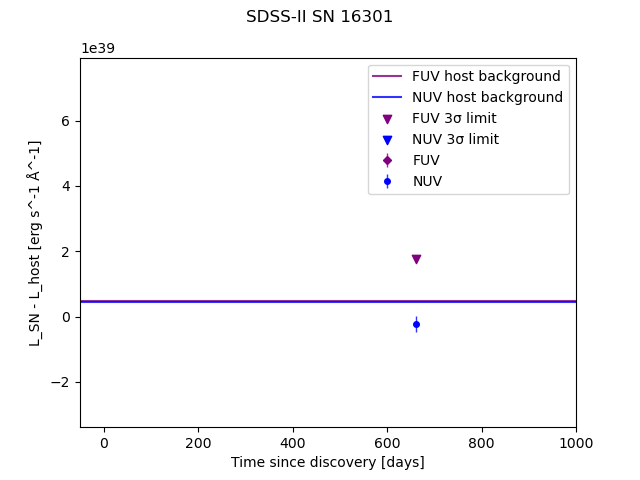 SDSS-II SN 16301
1e39
FUV host background
NUV host background
FUV 3σ limit
NUV 3σ limit
FUV
NUV
L_SN - L_host [erg s^-1 Å^-1]
6
4
2
0
−2
0 200 400 600 800 1000
Time since discovery [days]